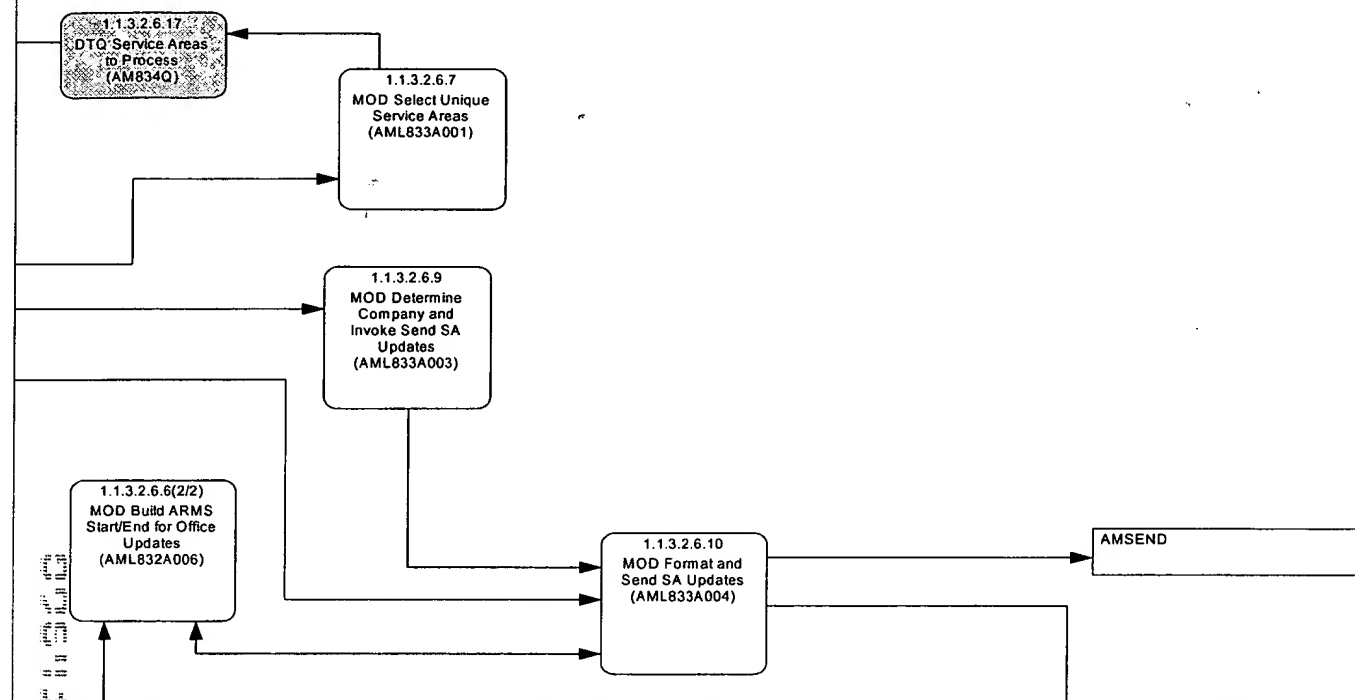 1.1.3.2.6.17
DTQ Service Areas
to Process
(AM834Q)
1.1.3.2.6.7
MOD Select Unique
Service Areas
(AML833A001)
1.1.3.2.6.9
MOD Determine
Company and
Invoke Send SA
Updates
(AML833A003)
1.1.3.2.6.6(2/2)
MOD Build ARMS
Start/End for Office
Updates
(AML832A006)
1.1.3.2.6.10
MOD Format and
Send SA Updates
(AML833A004)
AMSEND